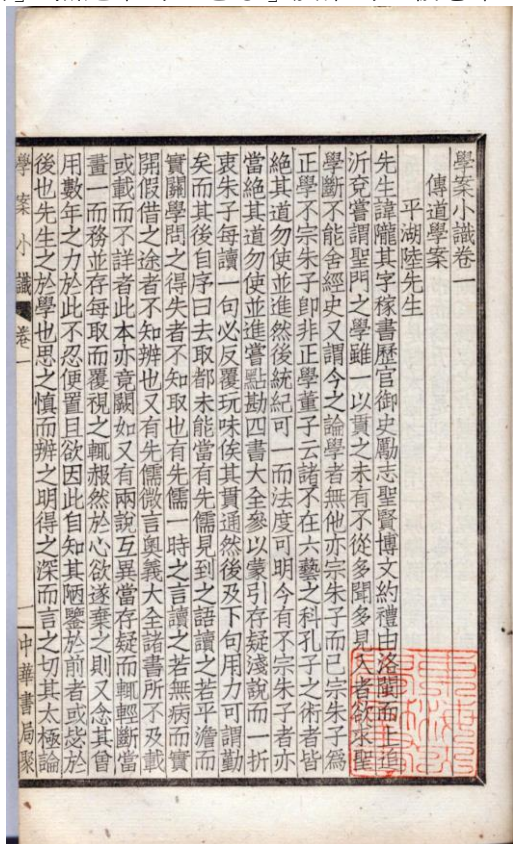 學案小識卷一
傳道學案
平湖陸先生
先生諱隴其字稼書歷官御史勵志聖賢博文約禮由洛閩而上追
沂兗嘗謂聖門之學雖一以貫之未有不從多聞多見入者欲求聖
學斷不能舍經史又謂今之論學者無他亦宗朱子而已宗朱子爲
正學不宗朱子卽非正學董子云諸不在六藝之科孔子之術者皆
絕其道勿使並進然後統紀可一而法度可明今有不宗朱子者亦
當絕其道勿使並進嘗點勘四書大全參以蒙引存疑淺說而一折
衷朱子每讀一句必反覆玩味俟其貫通然後及下句用力可謂勤
矣而其後自序曰去取都未能當有先儒見到之語讀之若平澹而
實關學問之得失者不知取也有先儒一時之言讀之若無病而實
開假借之途者不知辨也又有先儒微言奧義大全諸書所不及載
或載而不詳者此本亦竟闕如又有兩說互異當存疑而輒輕斷當
畫一而務並存每取而覆視之輒赧然於心欲遂棄之則又念其曾
用數年之力於此不忍便置且欲因此自知其陋鑒於前者或毖於
後也先生之於學也思之愼而辨之明得之深而言之切其太極論
學案小識 卷一 一 中華書局聚